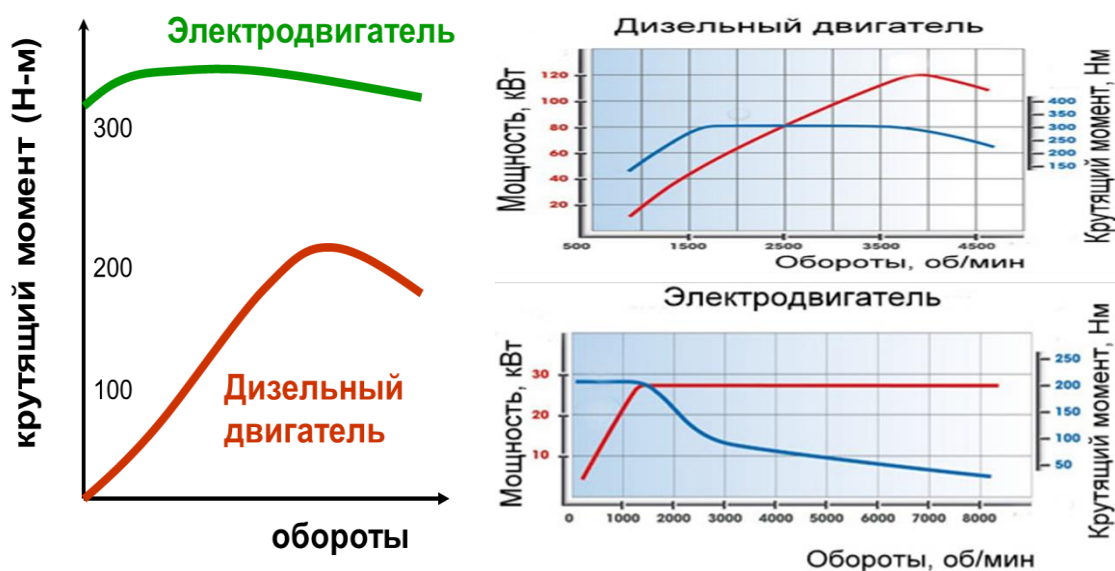 крутящий момент (Н-м)
Электродвигатель
300
200
100
Дизельный
двигатель
обороты
Дизельный двигатель
Мощность, кВт
120
100
80
60
40
20
400
350
300
250
200
150
Крутящий момент, Нм
500
1500
2500
3500
4500
Обороты, об/мин
Электродвигатель
Мощность, кВт
30
20
10
250
200
150
100
50
Крутящий момент, Нм
0
1000
2000
3000
4000
5000
6000
7000
8000
Обороты, об/мин